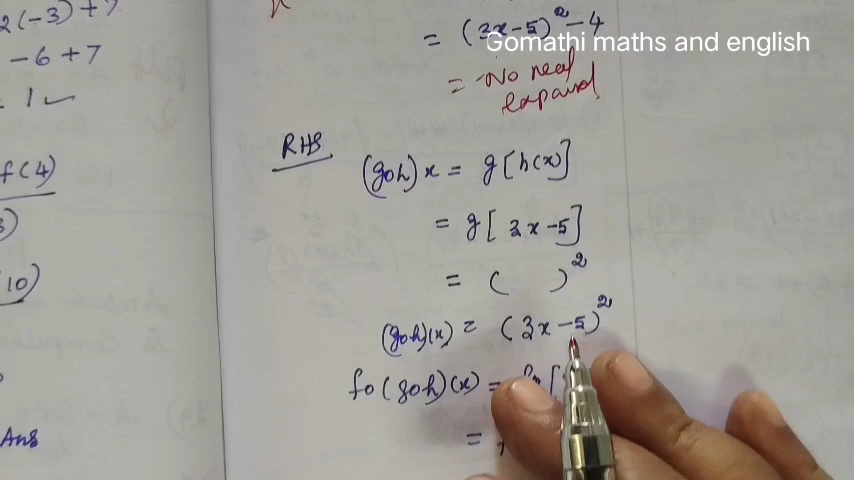 2(-3)+7
-6+7
1 ✓
f(4)
10)
Ans
= (3x-5)² - 4
Gomathi maths and english
= No need expand
RHS
(goh)x = g[h(x)]
= g[3x-5]
= (   )²
(goh)(x) = (3x-5)²
fo(goh)(x) =
=